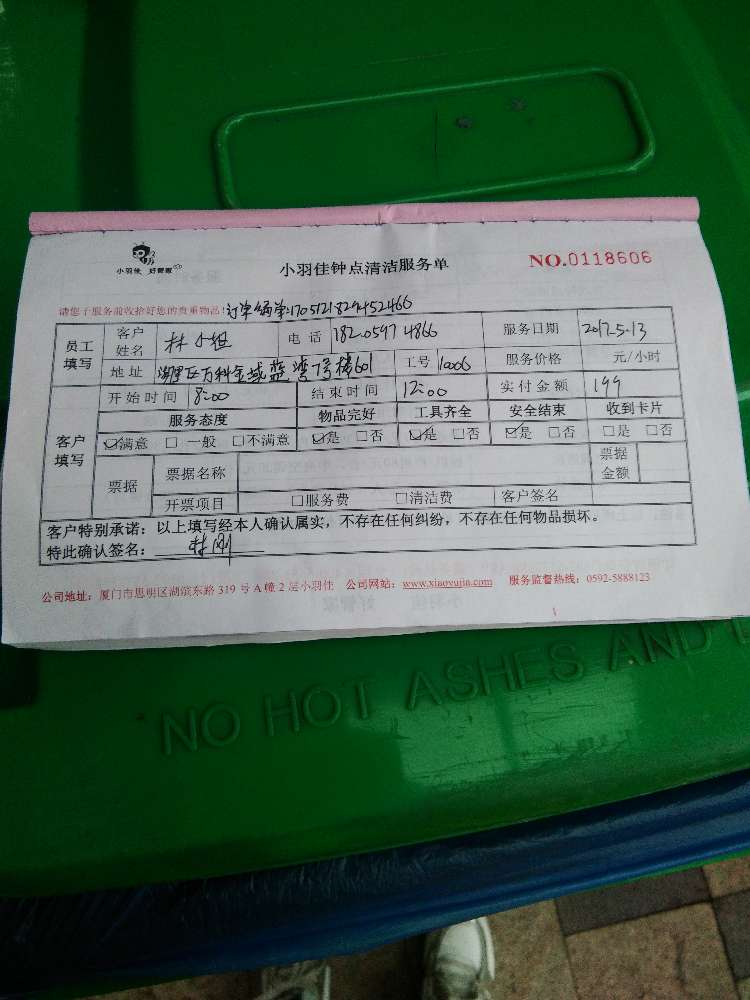 小羽佳 好管家
小羽佳钟点清洁服务单
NO.0118606
请您于服务前收拾好您的贵重物品!
订单编号:1705121829452466
员工填写 客户姓名 林小姐 电话 182 0597 4866 服务日期 2017.5.13
地址 湖里区万科金域蓝湾7号楼601 工号 1006 服务价格 元/小时
客户填写 开始时间 8:00 结束时间 12:00 实付金额 199
服务态度 物品完好 工具齐全 安全结束 收到卡片
☑满意 □一般 □不满意 ☑是 □否 ☑是 □否 ☑是 □否 □是 □否
票据 票据名称 票据金额
开票项目 □服务费 □清洁费 客户签名
客户特别承诺:以上填写经本人确认属实,不存在任何纠纷,不存在任何物品损坏。
特此确认签名:林刚
公司地址:厦门市思明区湖滨东路 319 号 A 幢 2 层小羽佳 公司网站:www.xiaoyujia.com 服务监督热线:0592-5888123
NO HOT ASHES AND